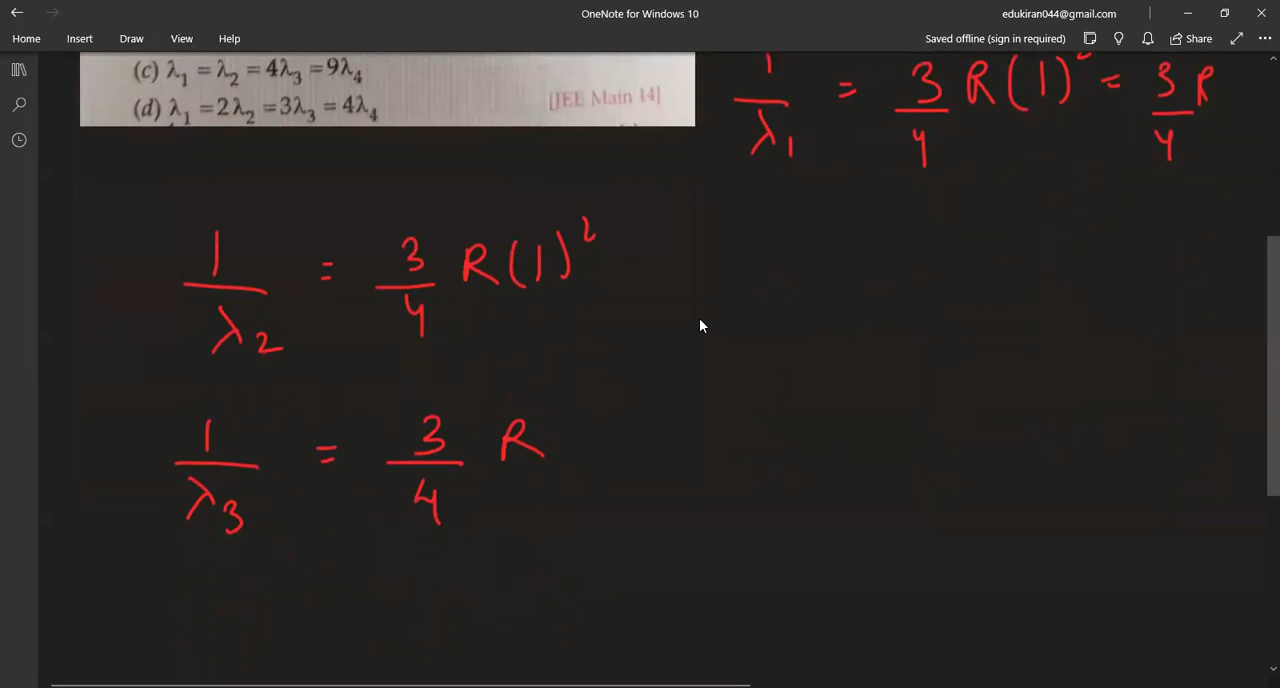 OneNote for Windows 10
edukiran044@gmail.com
Home Insert Draw View Help
Saved offline (sign in required)
Share
(c) λ₁ = λ₂ = 4λ₃ = 9λ₄
(d) λ₁ = 2λ₂ = 3λ₃ = 4λ₄
[JEE Main 14]
1/λ₁ = 3/4 R(1)² = 3/4 R
1/λ₂ = 3/4 R(1)²
1/λ₃ = 3/4 R